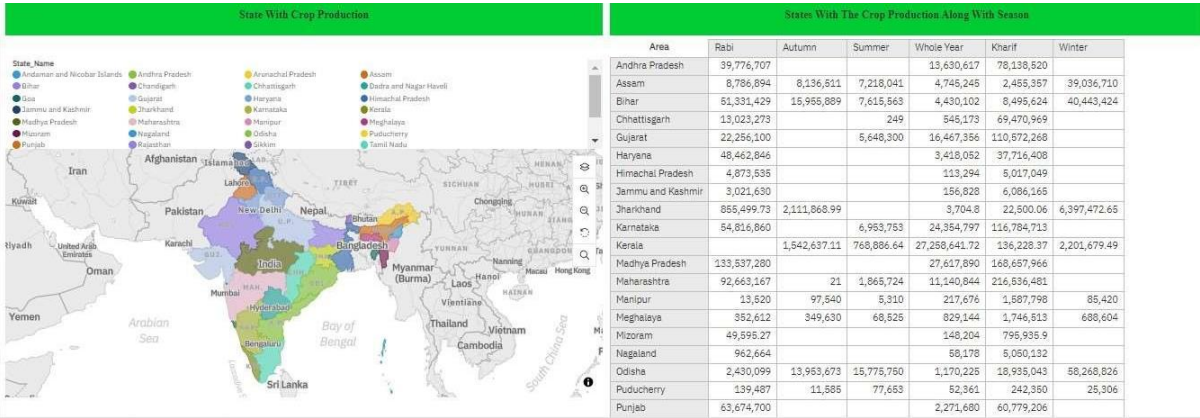 State With Crop Production
State_Name
Andaman and Nicobar Islands Andhra Pradesh Arunachal Pradesh Assam
Bihar Chandigarh Chhattisgarh Dadra and Nagar Haveli
Goa Gujarat Haryana Himachal Pradesh
Jammu and Kashmir Jharkhand Karnataka Kerala
Madhya Pradesh Maharashtra Manipur Meghalaya
Mizoram Nagaland Odisha Puducherry
Punjab Rajasthan Sikkim Tamil Nadu
Afghanistan Islamabad
Iran
Lahore
TIBET
SICHUAN
HENAN
HUBEI
Kuwait
Pakistan
New Delhi
Nepal
Bhutan
A.P.
Chongqing
HUNAN
U.P.
Riyadh
United Arab
Emirates
Karachi
GUJ.
Bangladesh
YUNNAN
GUANGDONG
Oman
India
Myanmar
(Burma)
Nanning
Hanoi
Macau
Hong Kong
Mumbai
MAH.
Laos
HAINAN
Hyderabad
Vientiane
Yemen
Arabian
Sea
Bay of
Bengal
Thailand
Vietnam
Bengaluru
Cambodia
South China Sea
Sri Lanka
States With The Crop Production Along With Season
Area Rabi Autumn Summer Whole Year Kharif Winter
Andhra Pradesh 39,776,707 13,630,617 78,138,520
Assam 8,786,894 8,136,511 7,218,041 4,745,245 2,455,357 39,036,710
Bihar 51,331,429 15,955,889 7,615,563 4,430,102 8,495,624 40,443,424
Chhattisgarh 13,023,273 249 545,173 69,470,969
Gujarat 22,256,100 5,648,300 16,467,356 110,572,268
Haryana 48,462,846 3,418,052 37,716,408
Himachal Pradesh 4,873,535 113,294 5,017,049
Jammu and Kashmir 3,021,630 156,828 6,086,165
Jharkhand 855,499.73 2,111,868.99 3,704.8 22,500.06 6,397,472.65
Karnataka 54,816,860 6,953,753 24,354,797 116,784,713
Kerala 1,542,637.11 768,886.64 27,258,641.72 136,228.37 2,201,679.49
Madhya Pradesh 133,537,280 27,617,890 168,657,966
Maharashtra 92,663,167 21 1,865,724 11,140,844 216,536,481
Manipur 13,520 97,540 5,310 217,676 1,587,798 85,420
Meghalaya 352,612 349,630 68,525 829,144 1,746,513 688,604
Mizoram 49,595.27 148,204 795,935.9
Nagaland 962,664 58,178 5,050,132
Odisha 2,430,099 13,953,673 15,775,750 1,170,225 18,935,043 58,268,826
Puducherry 139,487 11,585 77,653 52,361 242,350 25,306
Punjab 63,674,700 2,271,680 60,779,206